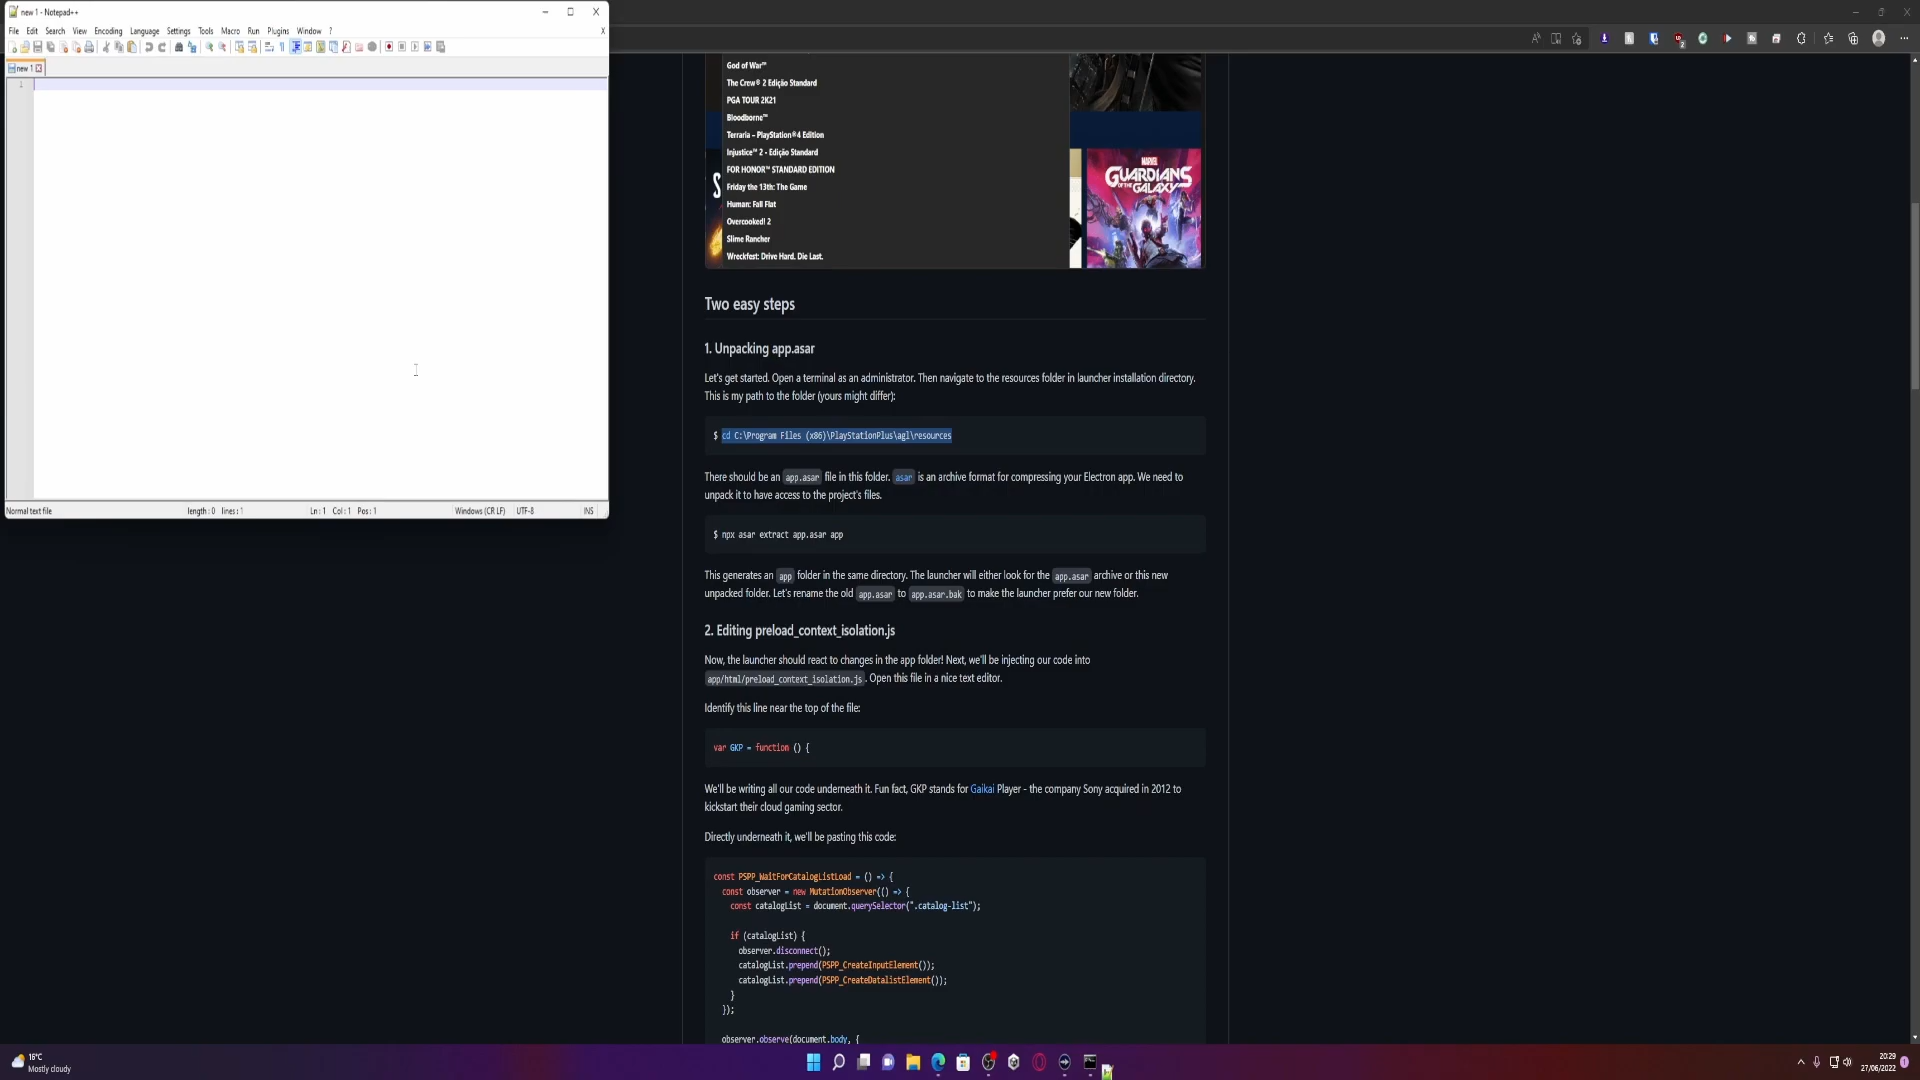 new 1 - Notepad++
File Edit Search View Encoding Language Settings Tools Macro Run Plugins Window ?
X
new 1
1
Normal text file
length : 0 lines : 1
Ln : 1 Col : 1 Pos : 1
Windows (CR LF)
UTF-8
INS
God of War™
The Crew® 2 Edição Standard
PGA TOUR 2K21
Bloodborne™
Terraria – PlayStation®4 Edition
Injustice™ 2 - Edição Standard
FOR HONOR™ STANDARD EDITION
Friday the 13th: The Game
Human: Fall Flat
Overcooked! 2
Slime Rancher
Wreckfest: Drive Hard. Die Last.
MARVEL
GUARDIANS
OF THE GALAXY
Two easy steps
1. Unpacking app.asar
Let's get started. Open a terminal as an administrator. Then navigate to the resources folder in launcher installation directory.
This is my path to the folder (yours might differ):
$ cd C:\Program Files (x86)\PlayStationPlus\agl\resources
There should be an app.asar file in this folder. asar is an archive format for compressing your Electron app. We need to
unpack it to have access to the project's files.
$ npx asar extract app.asar app
This generates an app folder in the same directory. The launcher will either look for the app.asar archive or this new
unpacked folder. Let's rename the old app.asar to app.asar.bak to make the launcher prefer our new folder.
2. Editing preload_context_isolation.js
Now, the launcher should react to changes in the app folder! Next, we'll be injecting our code into
app/html/preload_context_isolation.js. Open this file in a nice text editor.
Identify this line near the top of the file:
var GKP = function () {
We'll be writing all our code underneath it. Fun fact, GKP stands for Gaikai Player - the company Sony acquired in 2012 to
kickstart their cloud gaming sector.
Directly underneath it, we'll be pasting this code:
const PSPP_WaitForCatalogListLoad = () => {
const observer = new MutationObserver(() => {
const catalogList = document.querySelector(".catalog-list");
if (catalogList) {
observer.disconnect();
catalogList.prepend(PSPP_CreateInputElement());
catalogList.prepend(PSPP_CreateDatalistElement());
}
});
observer.observe(document.body, {
16°C
Mostly cloudy
20:29
27/06/2022
1